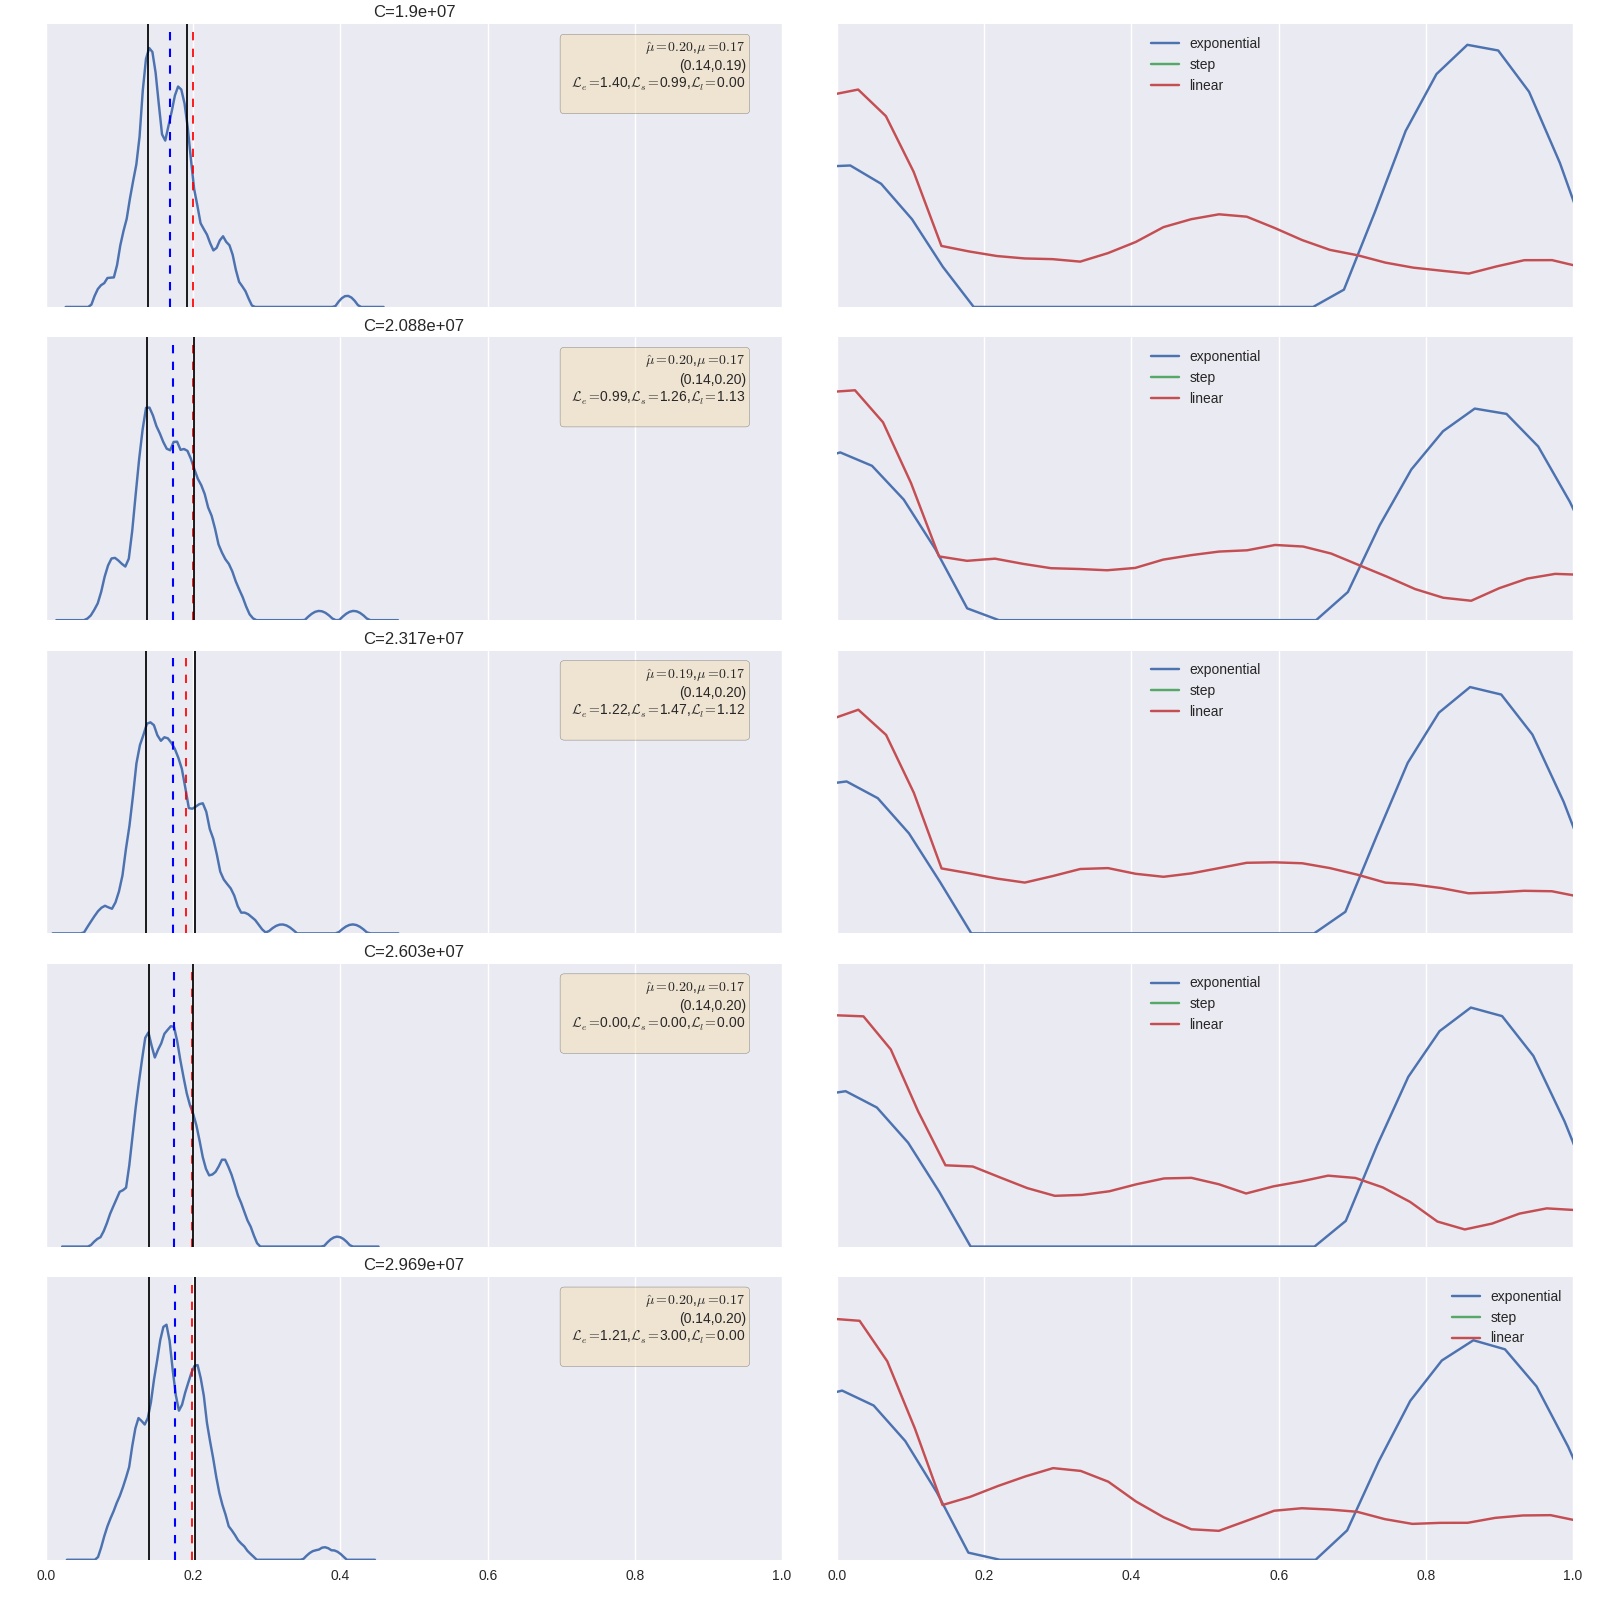 C=1.9e+07
μ̂=0.20,μ=0.17
(0.14,0.19)
ℒₑ=1.40,ℒₛ=0.99,ℒₗ=0.00
exponential
step
linear
C=2.088e+07
μ̂=0.20,μ=0.17
(0.14,0.20)
ℒₑ=0.99,ℒₛ=1.26,ℒₗ=1.13
exponential
step
linear
C=2.317e+07
μ̂=0.19,μ=0.17
(0.14,0.20)
ℒₑ=1.22,ℒₛ=1.47,ℒₗ=1.12
exponential
step
linear
C=2.603e+07
μ̂=0.20,μ=0.17
(0.14,0.20)
ℒₑ=0.00,ℒₛ=0.00,ℒₗ=0.00
exponential
step
linear
C=2.969e+07
μ̂=0.20,μ=0.17
(0.14,0.20)
ℒₑ=1.21,ℒₛ=3.00,ℒₗ=0.00
exponential
step
linear
0.0 0.2 0.4 0.6 0.8 1.0
0.0 0.2 0.4 0.6 0.8 1.0